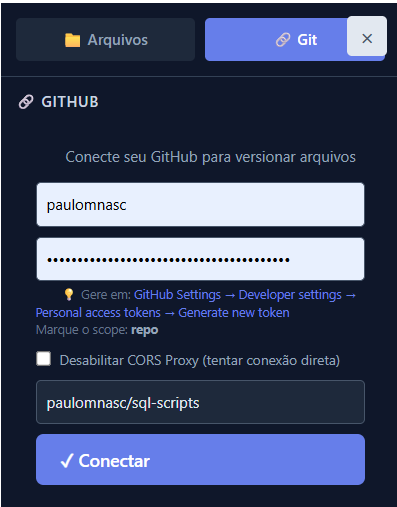 Arquivos
Git
×
GITHUB
Conecte seu GitHub para versionar arquivos
paulomnasc
••••••••••••••••••••••••••••••••••••••••
Gere em: GitHub Settings → Developer settings →
Personal access tokens → Generate new token
Marque o scope: repo
Desabilitar CORS Proxy (tentar conexão direta)
paulomnasc/sql-scripts
✓ Conectar